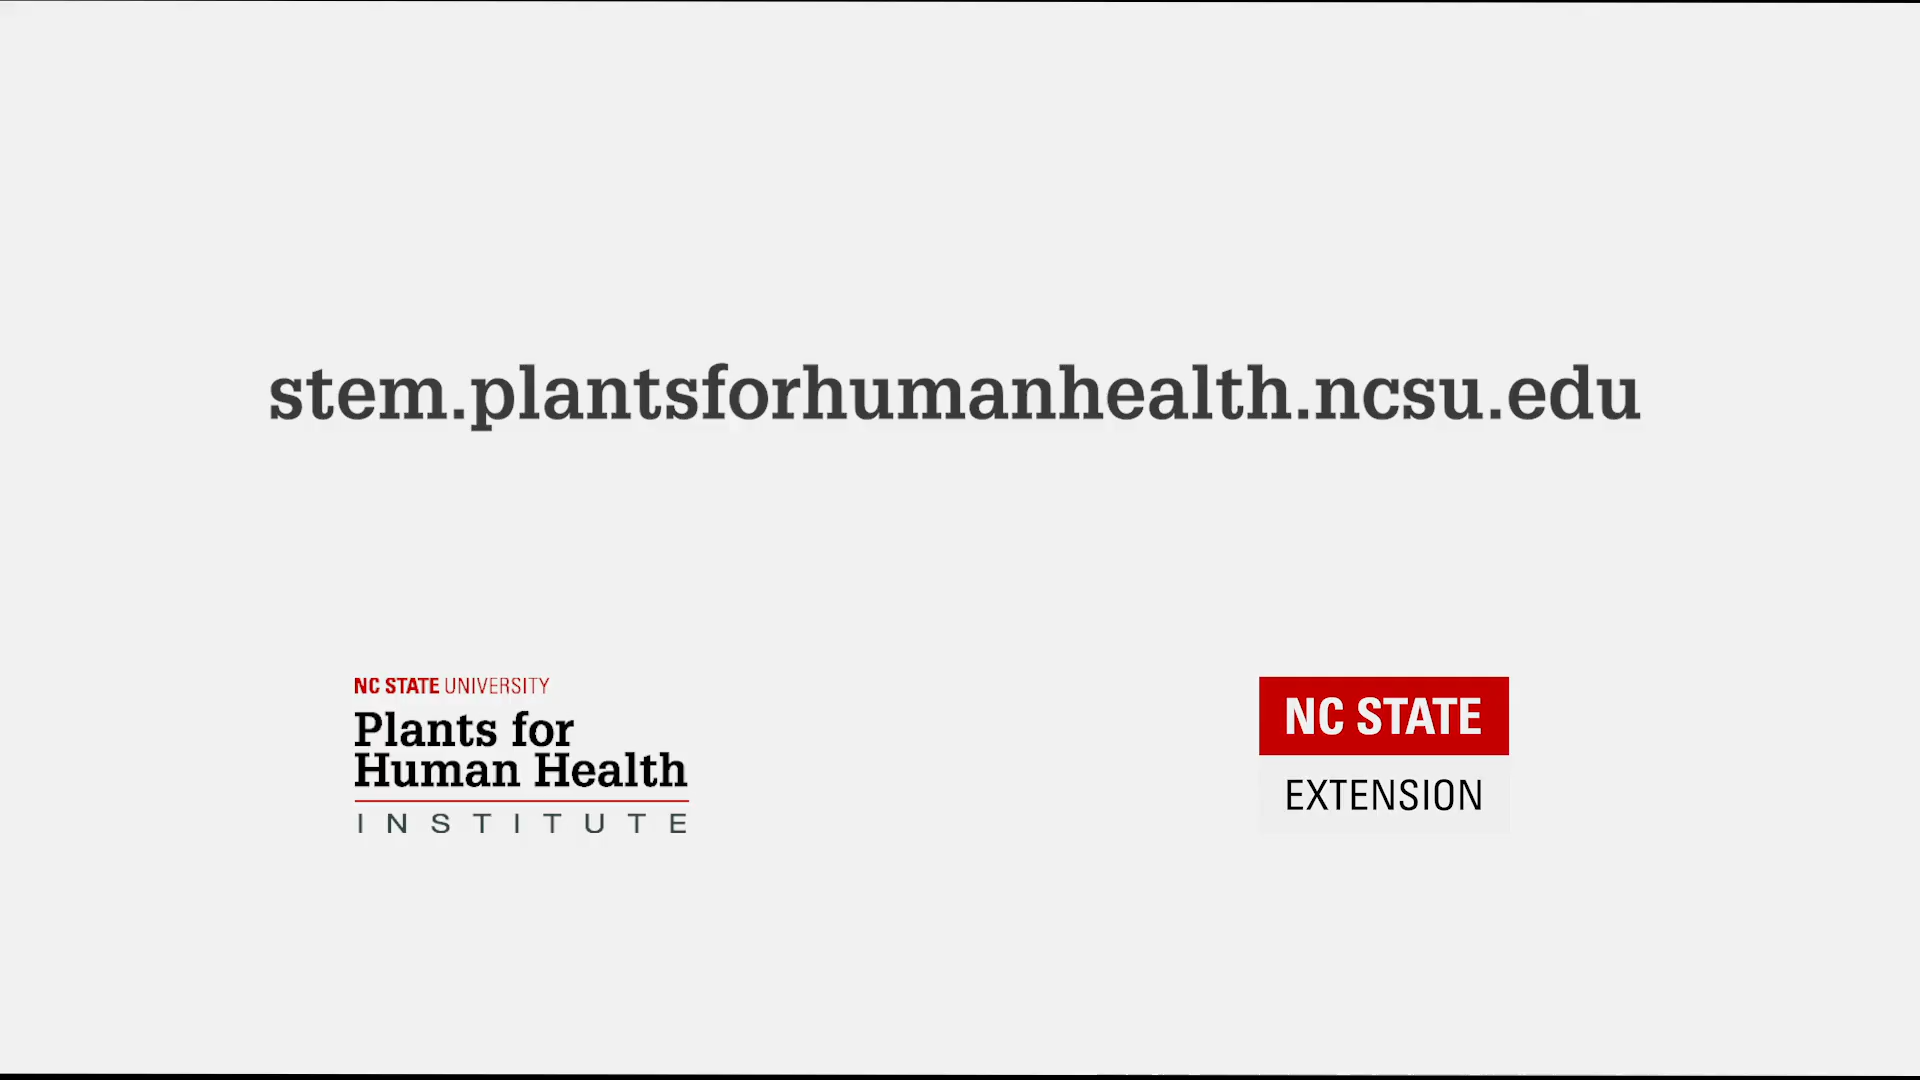 stem.plantsforhumanhealth.ncsu.edu
NC STATE UNIVERSITY
Plants for
Human Health
INSTITUTE
NC STATE
EXTENSION